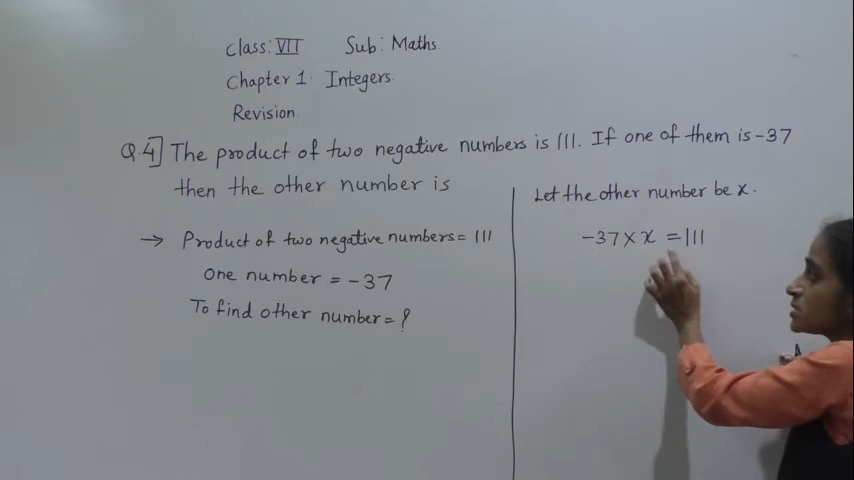 Class: VII Sub: Maths.
Chapter 1. Integers.
Revision.
Q.4] The product of two negative numbers is 111. If one of them is -37
then the other number is
→ Product of two negative numbers = 111
One number = -37
To find other number = ?
Let the other number be x.
-37 × x = 111